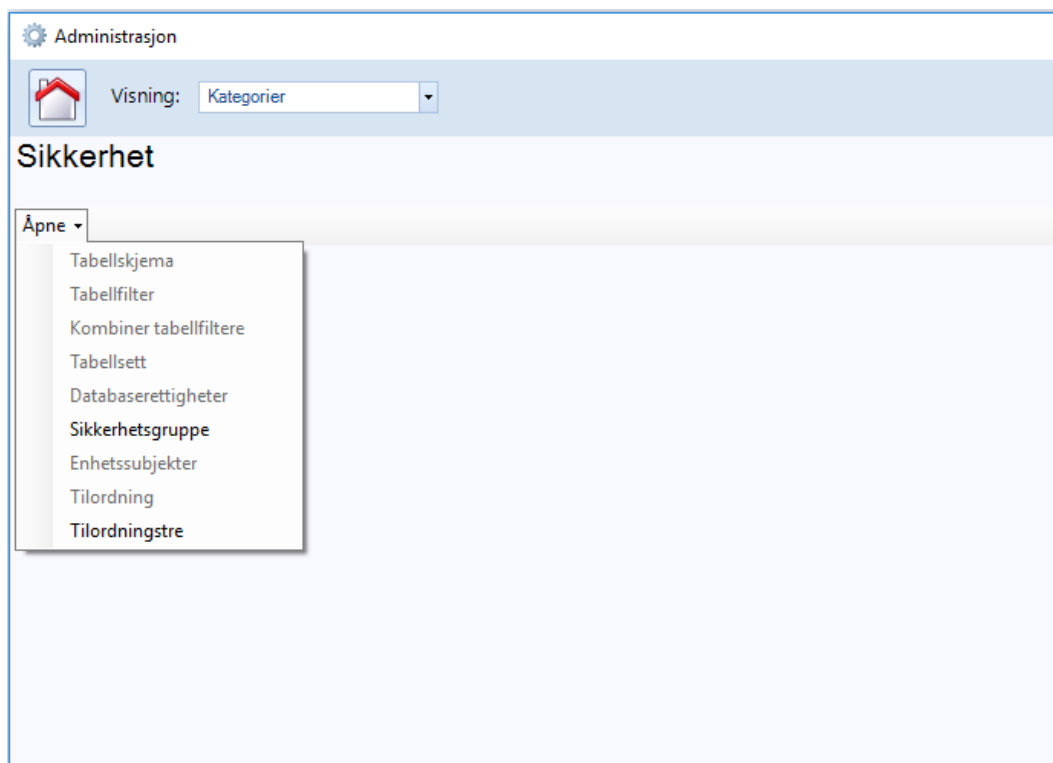 Administrasjon
Visning: Kategorier
Sikkerhet
Åpne
Tabellskjema
Tabellfilter
Kombiner tabellfiltere
Tabellsett
Databaserettigheter
Sikkerhetsgruppe
Enhetssubjekter
Tilordning
Tilordningstre